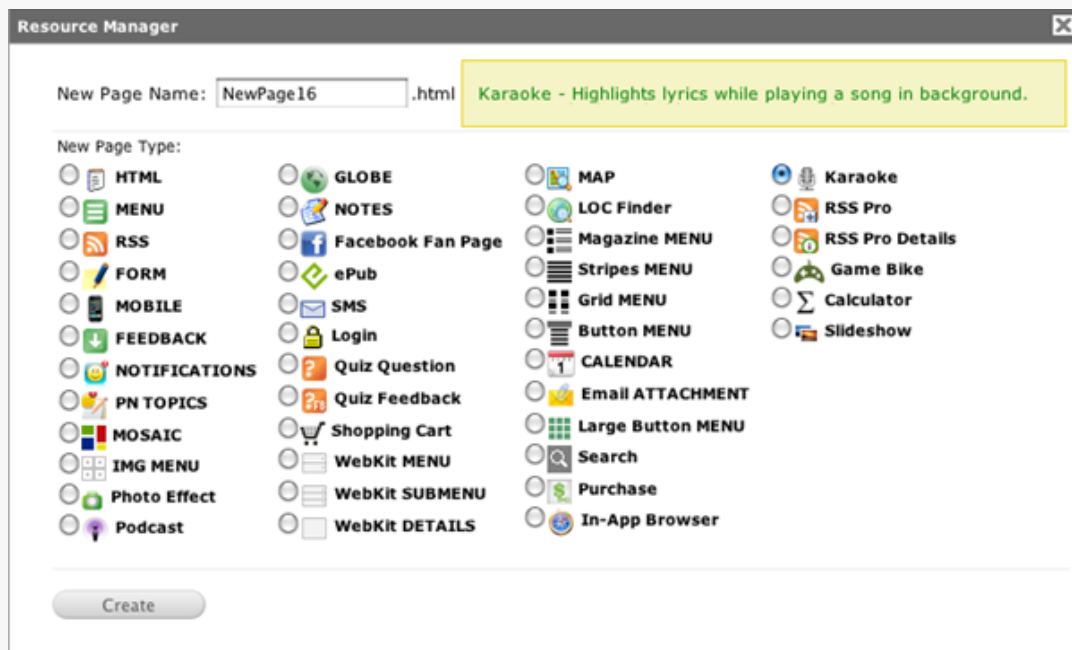 Resource Manager
New Page Name: NewPage16 .html Karaoke - Highlights lyrics while playing a song in background.
New Page Type:
HTML
MENU
RSS
FORM
MOBILE
FEEDBACK
NOTIFICATIONS
PN TOPICS
MOSAIC
IMG MENU
Photo Effect
Podcast
GLOBE
NOTES
Facebook Fan Page
ePub
SMS
Login
Quiz Question
Quiz Feedback
Shopping Cart
WebKit MENU
WebKit SUBMENU
WebKit DETAILS
MAP
LOC Finder
Magazine MENU
Stripes MENU
Grid MENU
Button MENU
CALENDAR
Email ATTACHMENT
Large Button MENU
Search
Purchase
In-App Browser
Karaoke
RSS Pro
RSS Pro Details
Game Bike
Calculator
Slideshow
Create